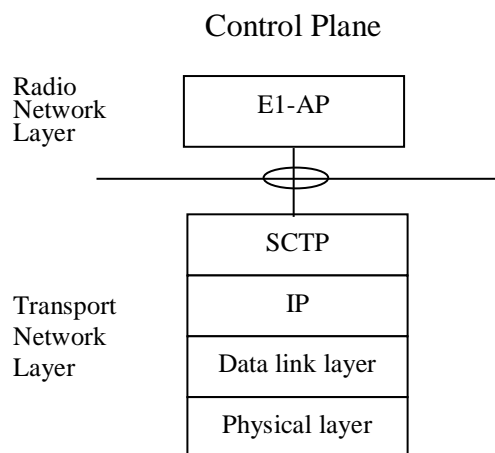 Control Plane
Radio
Network
Layer
E1-AP
SCTP
Transport
Network
Layer
IP
Data link layer
Physical layer